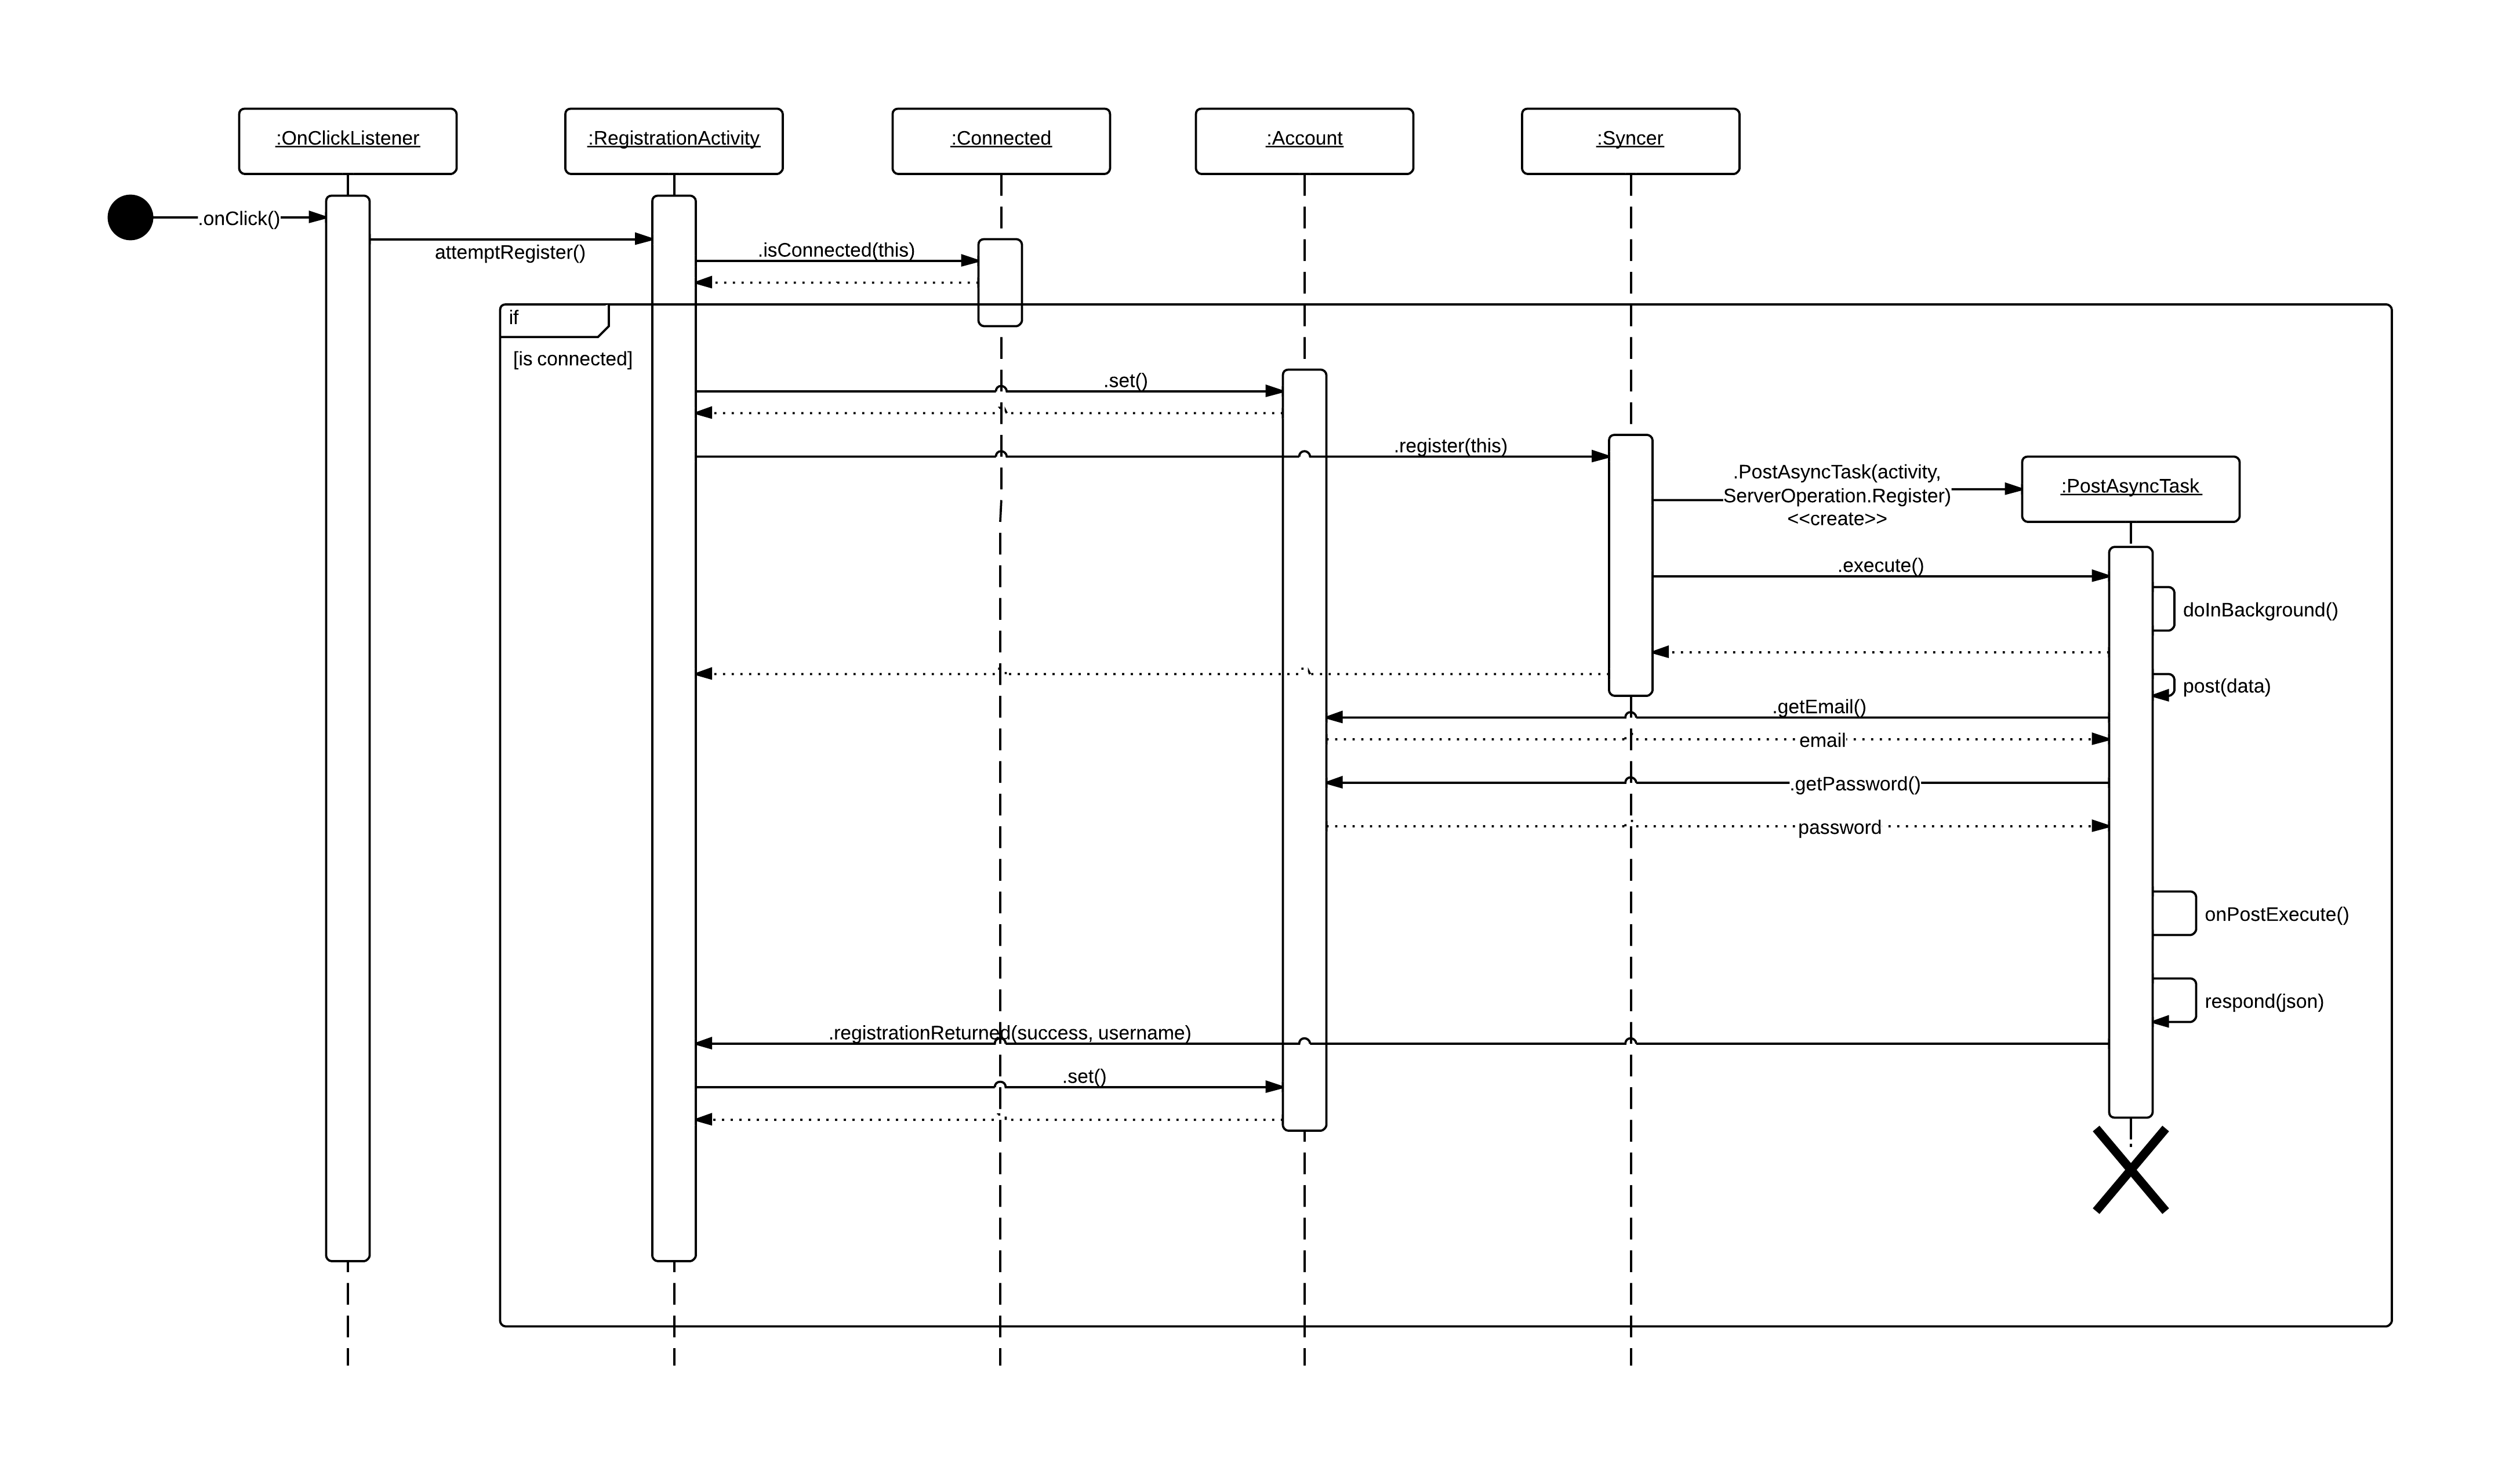 :OnClickListener
:RegistrationActivity
:Connected
:Account
:Syncer
.onClick()
attemptRegister()
.isConnected(this)
if
[is connected]
.set()
.register(this)
.PostAsyncTask(activity,
ServerOperation.Register)
<<create>>
:PostAsyncTask
.execute()
doInBackground()
post(data)
.getEmail()
email
.getPassword()
password
onPostExecute()
respond(json)
.registrationReturned(success, username)
.set()